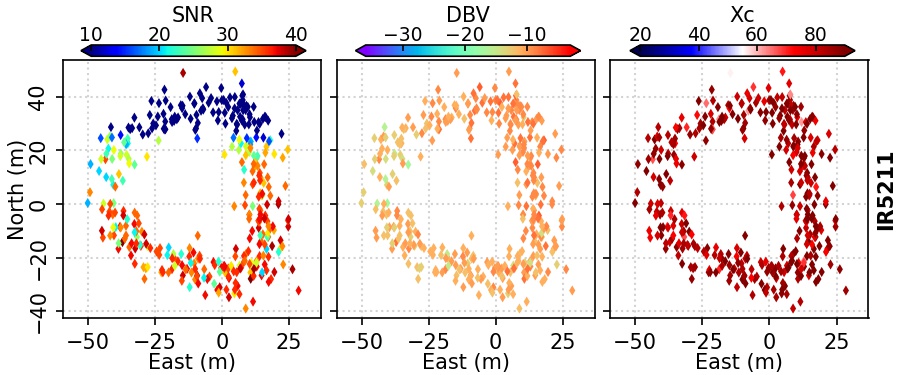 SNR DBV Xc
10 20 30 40 −30 −20 −10 20 40 60 80
40
20
0
−20
−40
North (m)
IR5211
−50 −25 0 25 −50 −25 0 25 −50 −25 0 25
East (m) East (m) East (m)